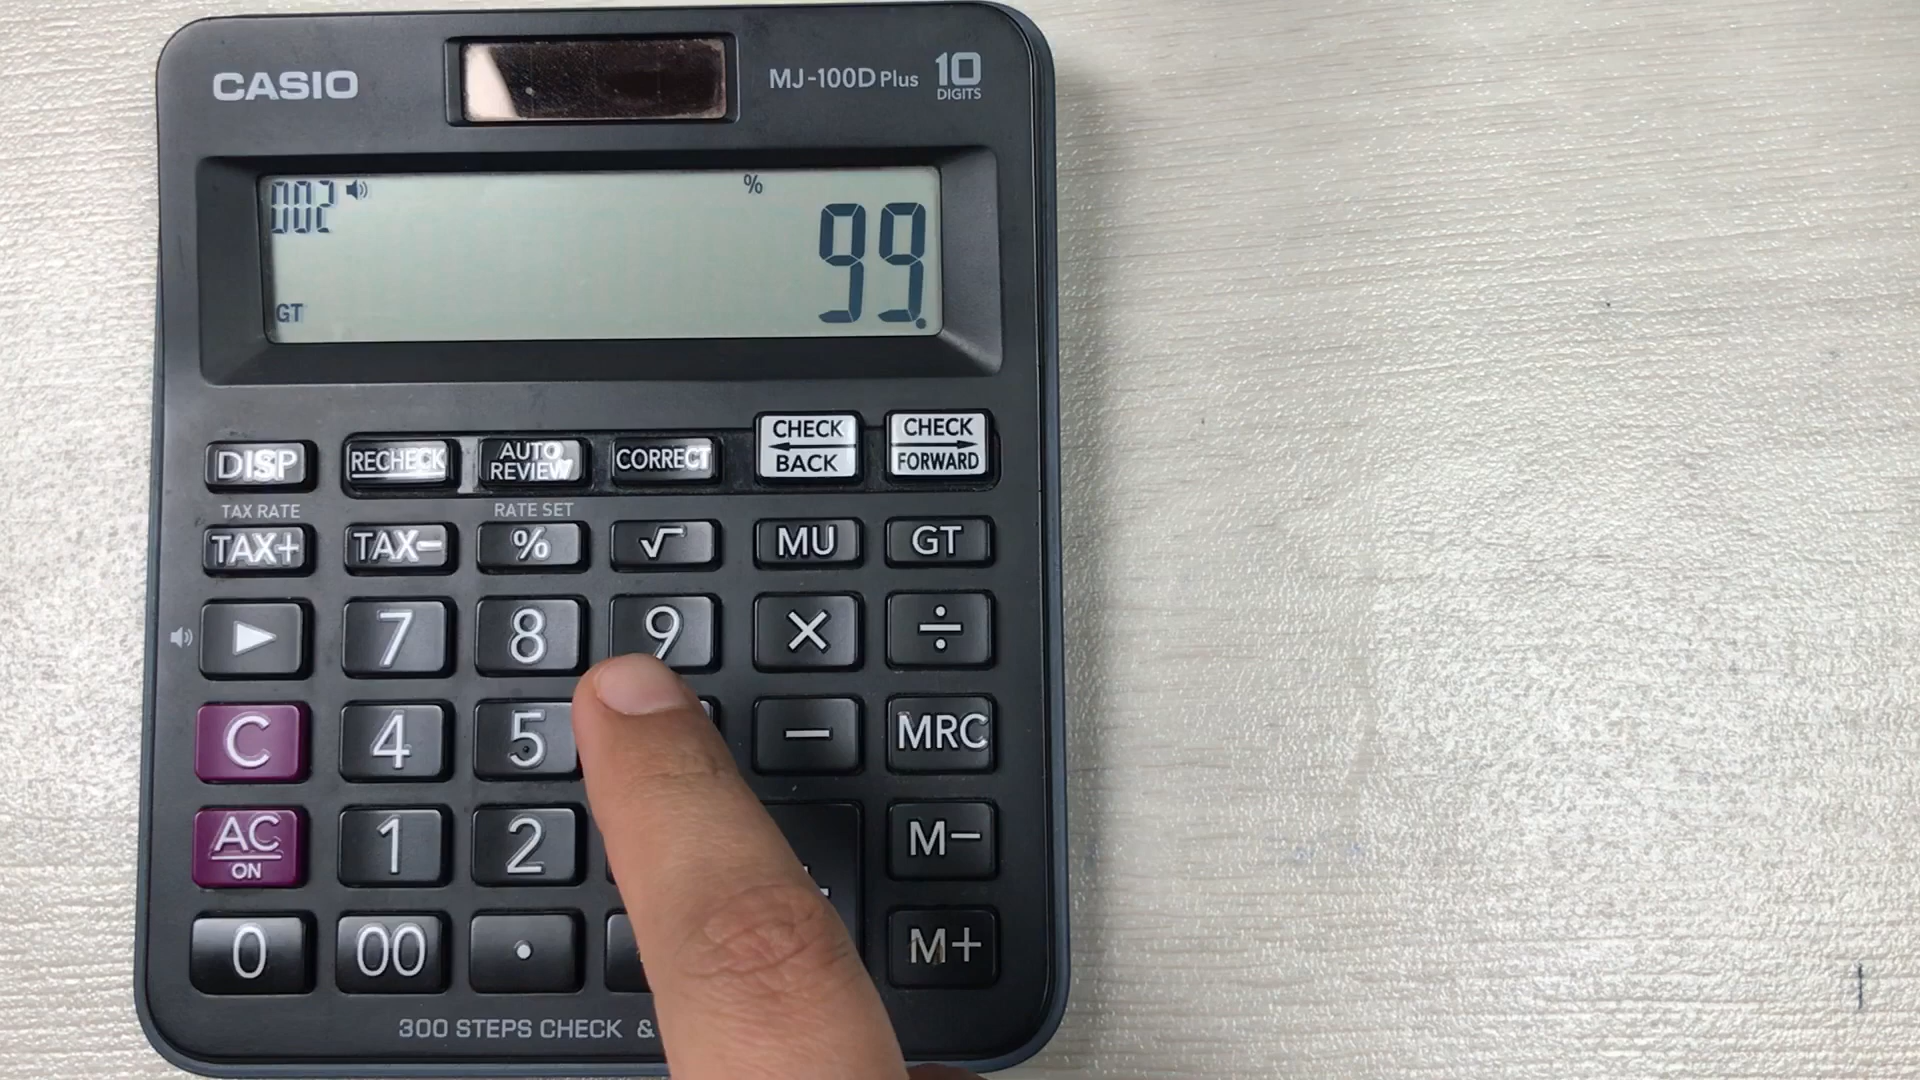 CASIO
MJ-100D Plus 10
DIGITS
002 %
99.
GT
DISP RECHECK AUTO REVIEW CORRECT CHECK BACK CHECK FORWARD
TAX RATE RATE SET
TAX+ TAX− % √ MU GT
7 8 9 × ÷
C 4 5 − MRC
AC ON 1 2 M−
0 00 · M+
300 STEPS CHECK &